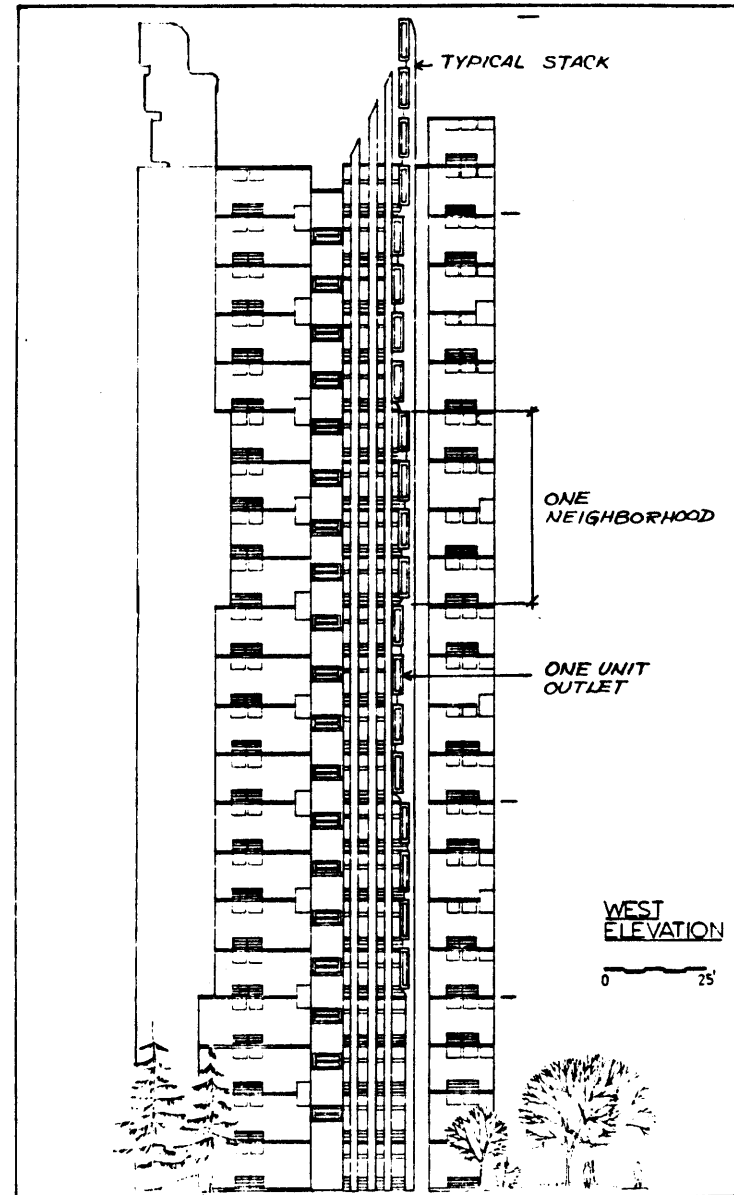 TYPICAL STACK
ONE
NEIGHBORHOOD
ONE UNIT
OUTLET
WEST
ELEVATION
0 25'